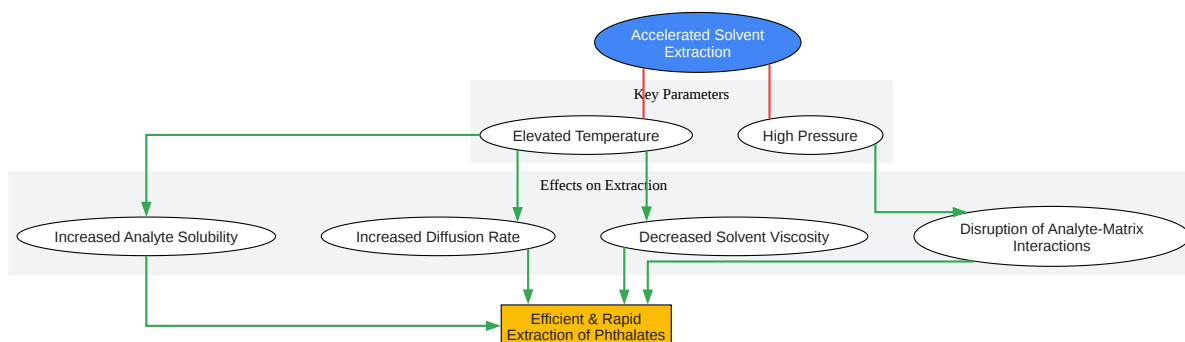 Accelerated Solvent
Extraction
Key Parameters
Elevated Temperature
High Pressure
Effects on Extraction
Increased Analyte Solubility
Increased Diffusion Rate
Decreased Solvent Viscosity
Disruption of Analyte-Matrix
Interactions
Efficient & Rapid
Extraction of Phthalates